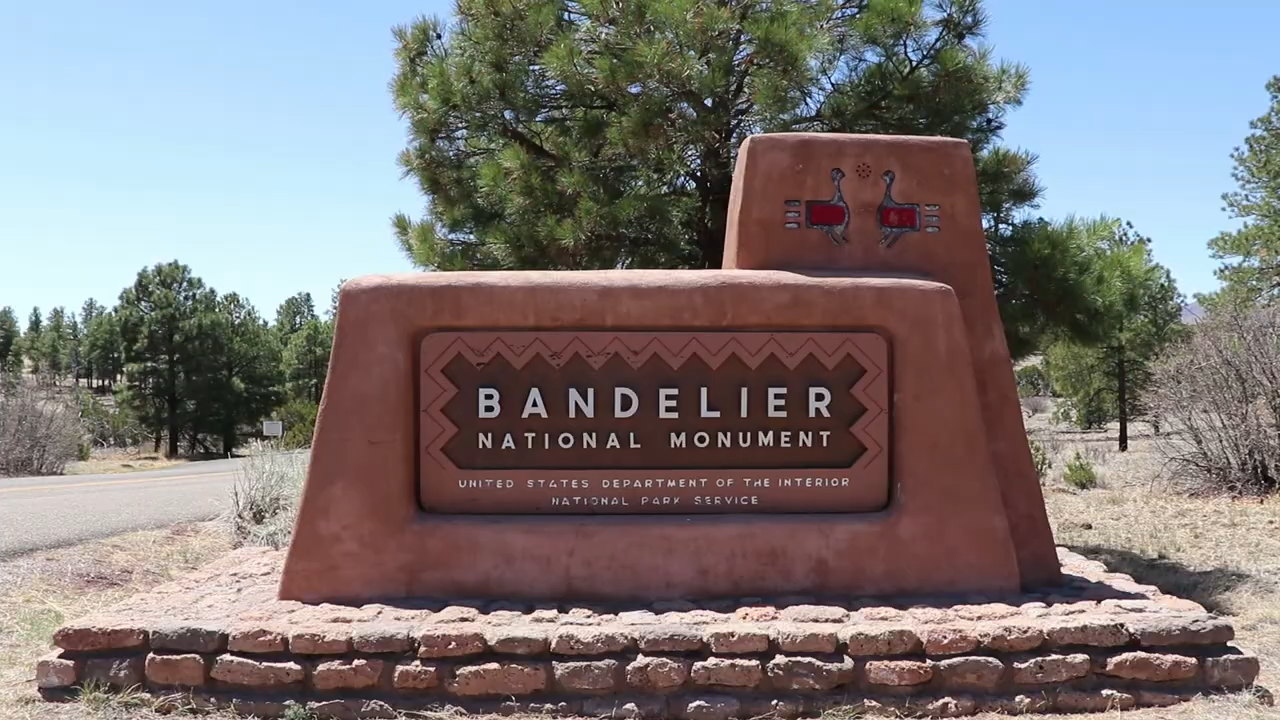 BANDELIER
NATIONAL MONUMENT
UNITED STATES DEPARTMENT OF THE INTERIOR
NATIONAL PARK SERVICE